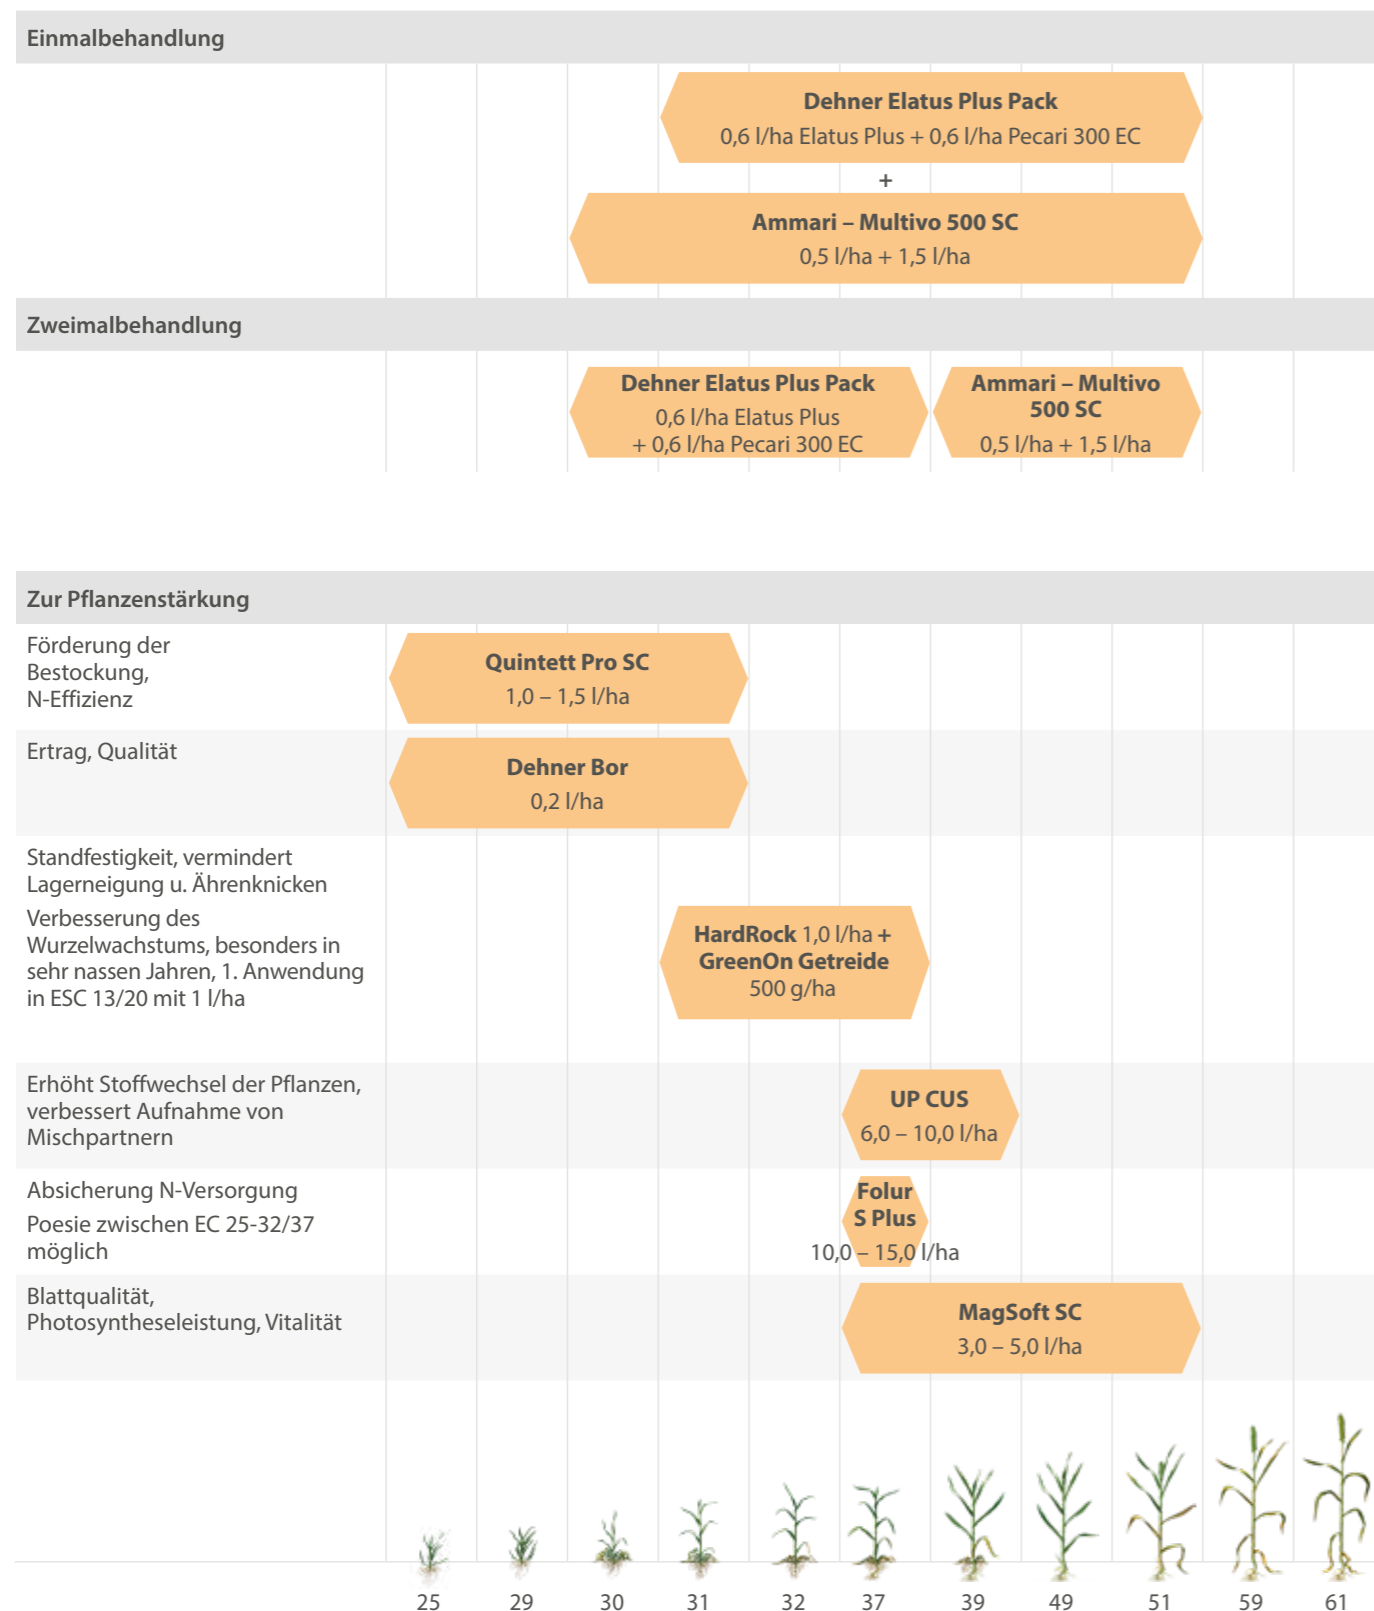 Einmalbehandlung
Dehner Elatus Plus Pack
0,6 l/ha Elatus Plus + 0,6 l/ha Pecari 300 EC
+
Ammari – Multivo 500 SC
0,5 l/ha + 1,5 l/ha
Zweimalbehandlung
Dehner Elatus Plus Pack
0,6 l/ha Elatus Plus
+ 0,6 l/ha Pecari 300 EC
Ammari – Multivo
500 SC
0,5 l/ha + 1,5 l/ha
Zur Pflanzenstärkung
Förderung der
Bestockung,
N-Effizienz
Quintett Pro SC
1,0 – 1,5 l/ha
Ertrag, Qualität
Dehner Bor
0,2 l/ha
Standfestigkeit, vermindert
Lagerneigung u. Ährenknicken
Verbesserung des
Wurzelwachstums, besonders in
sehr nassen Jahren, 1. Anwendung
in ESC 13/20 mit 1 l/ha
HardRock 1,0 l/ha +
GreenOn Getreide
500 g/ha
Erhöht Stoffwechsel der Pflanzen,
verbessert Aufnahme von
Mischpartnern
UP CUS
6,0 – 10,0 l/ha
Absicherung N-Versorgung
Poesie zwischen EC 25-32/37
möglich
Folur
S Plus
10,0 – 15,0 l/ha
Blattqualität,
Photosyntheseleistung, Vitalität
MagSoft SC
3,0 – 5,0 l/ha
25 29 30 31 32 37 39 49 51 59 61